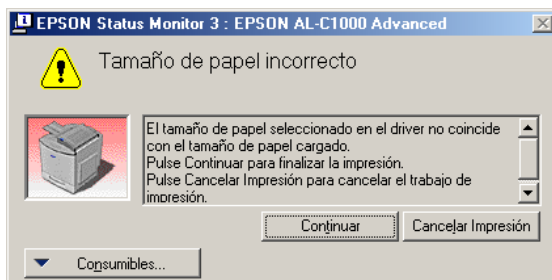 EPSON Status Monitor 3 : EPSON AL-C1000 Advanced
Tamaño de papel incorrecto
El tamaño de papel seleccionado en el driver no coincide
con el tamaño de papel cargado.
Pulse Continuar para finalizar la impresión.
Pulse Cancelar Impresión para cancelar el trabajo de
impresión.
Continuar
Cancelar Impresión
Consumibles...